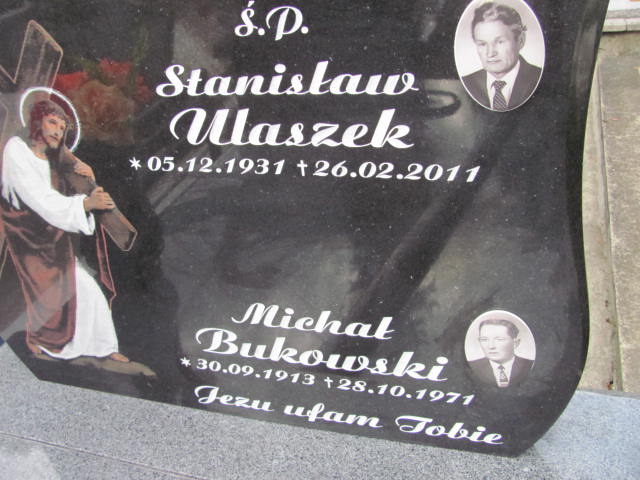 Ś.P.
Stanisław
Ulaszek
* 05.12.1931 † 26.02.2011
Michał
Bukowski
* 30.09.1913 † 28.10.1971
Jezu ufam Tobie